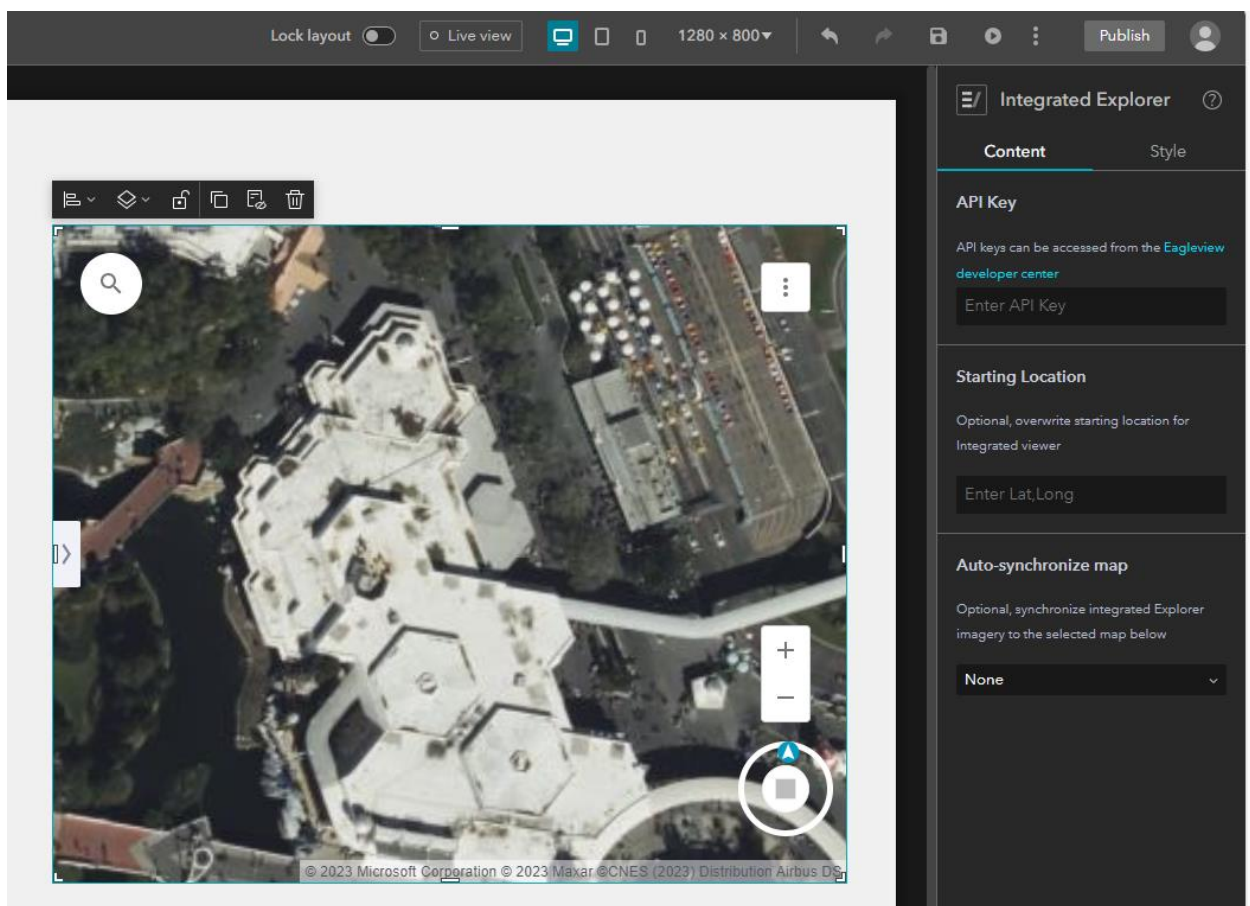 Lock layout
Live view
1280 × 800
Publish
Integrated Explorer
Content
Style
API Key
API keys can be accessed from the Eagleview
developer center
Enter API Key
Starting Location
Optional, overwrite starting location for
Integrated viewer
Enter Lat,Long
Auto-synchronize map
Optional, synchronize integrated Explorer
imagery to the selected map below
None
© 2023 Microsoft Corporation © 2023 Maxar ©CNES (2023) Distribution Airbus DS